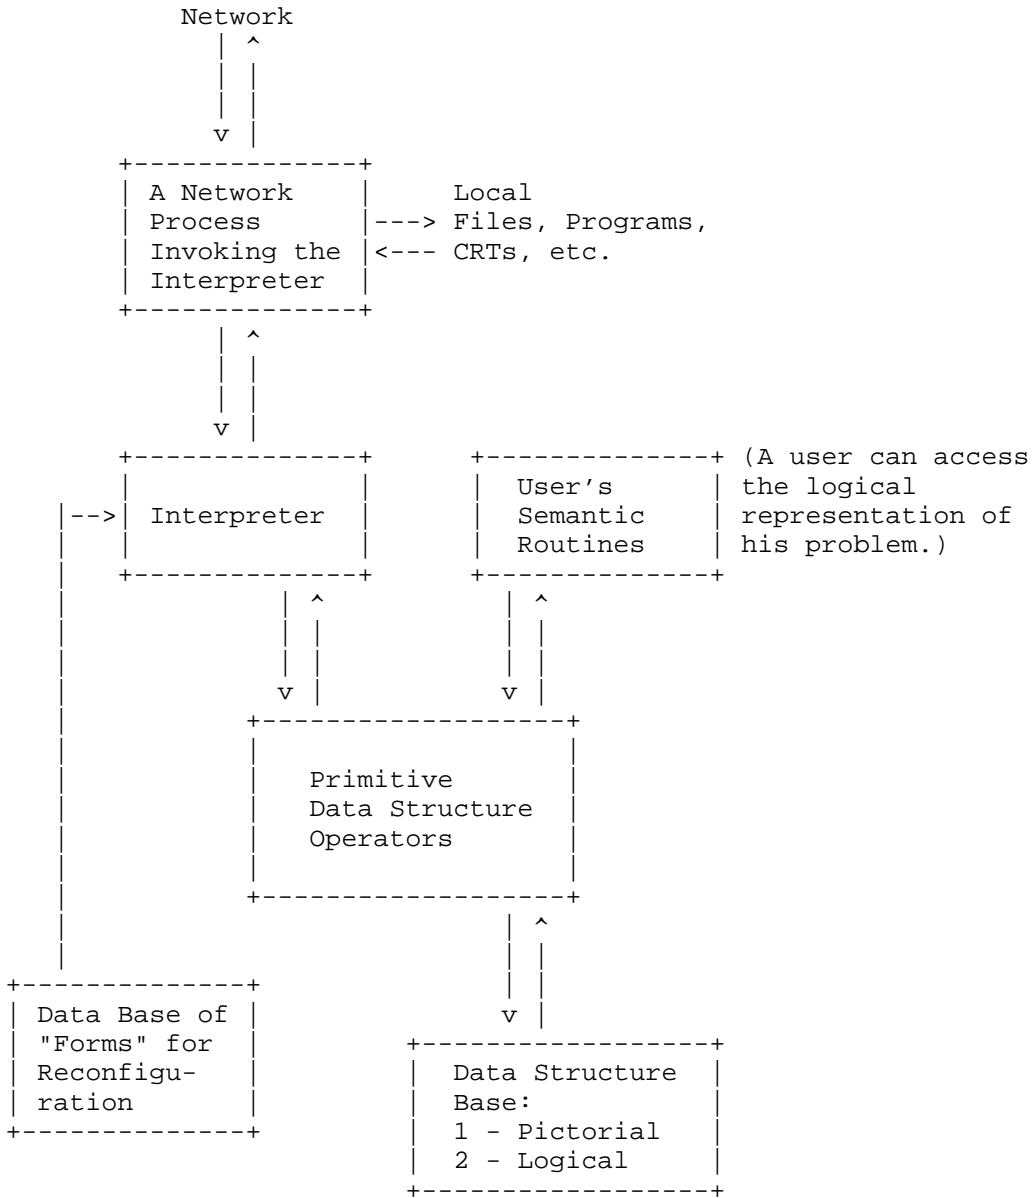 Network
A Network
Process
Invoking the
Interpreter
Local
Files, Programs,
CRTs, etc.
Interpreter
User's
Semantic
Routines
(A user can access
the logical
representation of
his problem.)
Primitive
Data Structure
Operators
Data Base of
"Forms" for
Reconfigu-
ration
Data Structure
Base:
1 - Pictorial
2 - Logical